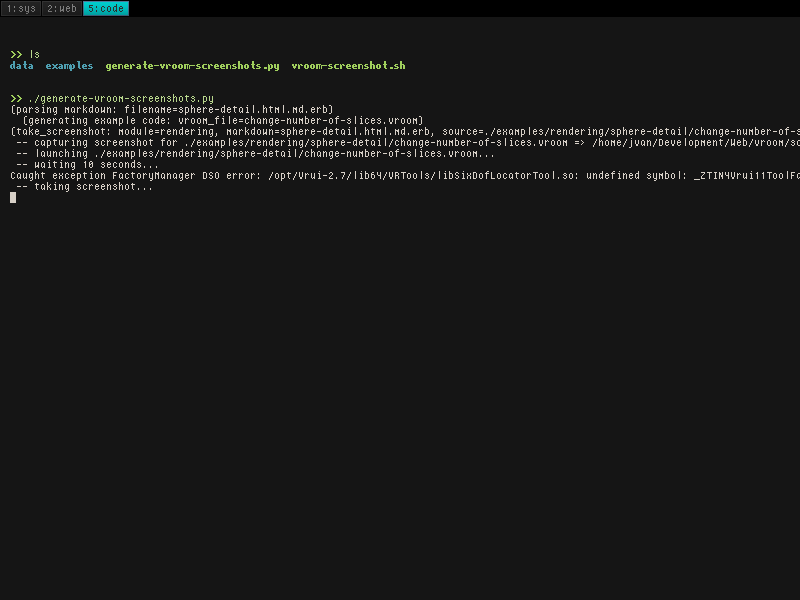 1:sys 2:web 5:code
>> ls
data examples generate-vroom-screenshots.py vroom-screenshot.sh
>> ./generate-vroom-screenshots.py
(parsing markdown: filename=sphere-detail.html.md.erb)
(generating example code: vroom_file=change-number-of-slices.vroom)
(take_screenshot: module=rendering, markdown=sphere-detail.html.md.erb, source=./examples/rendering/sphere-detail/change-number-of-s
-- capturing screenshot for ./examples/rendering/sphere-detail/change-number-of-slices.vroom => /home/jvan/Development/Web/vroom/sc
-- launching ./examples/rendering/sphere-detail/change-number-of-slices.vroom...
-- waiting 10 seconds...
Caught exception FactoryManager DSO error: /opt/Vrui-2.7/lib64/VRTools/libSixDofLocatorTool.so: undefined symbol: _ZTIN4Vrui11ToolFa
-- taking screenshot...